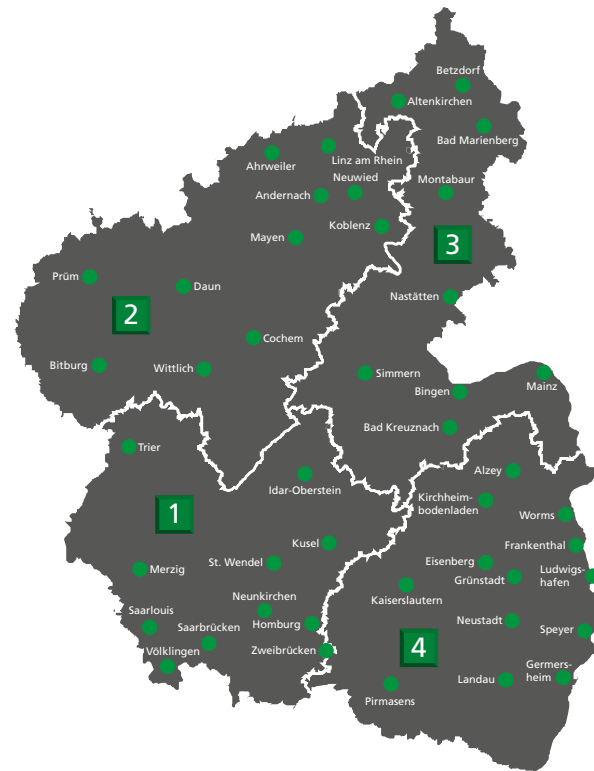 Betzdorf
Altenkirchen
Bad Marienberg
Linz am Rhein
Ahrweiler
Neuwied
Montabaur
Andernach
Koblenz
Mayen
3
Prüm
Daun
Nastätten
2
Cochem
Bitburg
Wittlich
Simmern
Mainz
Bingen
Bad Kreuznach
Trier
Alzey
Idar-Oberstein
Kirchheim-
bodenladen
1
Worms
Kusel
Frankenthal
St. Wendel
Eisenberg
Merzig
Ludwigs-
hafen
Grünstadt
Kaiserslautern
Neunkirchen
Saarlouis
Homburg
Neustadt
Saarbrücken
Speyer
Zweibrücken
4
Völklingen
Germers-
heim
Landau
Pirmasens